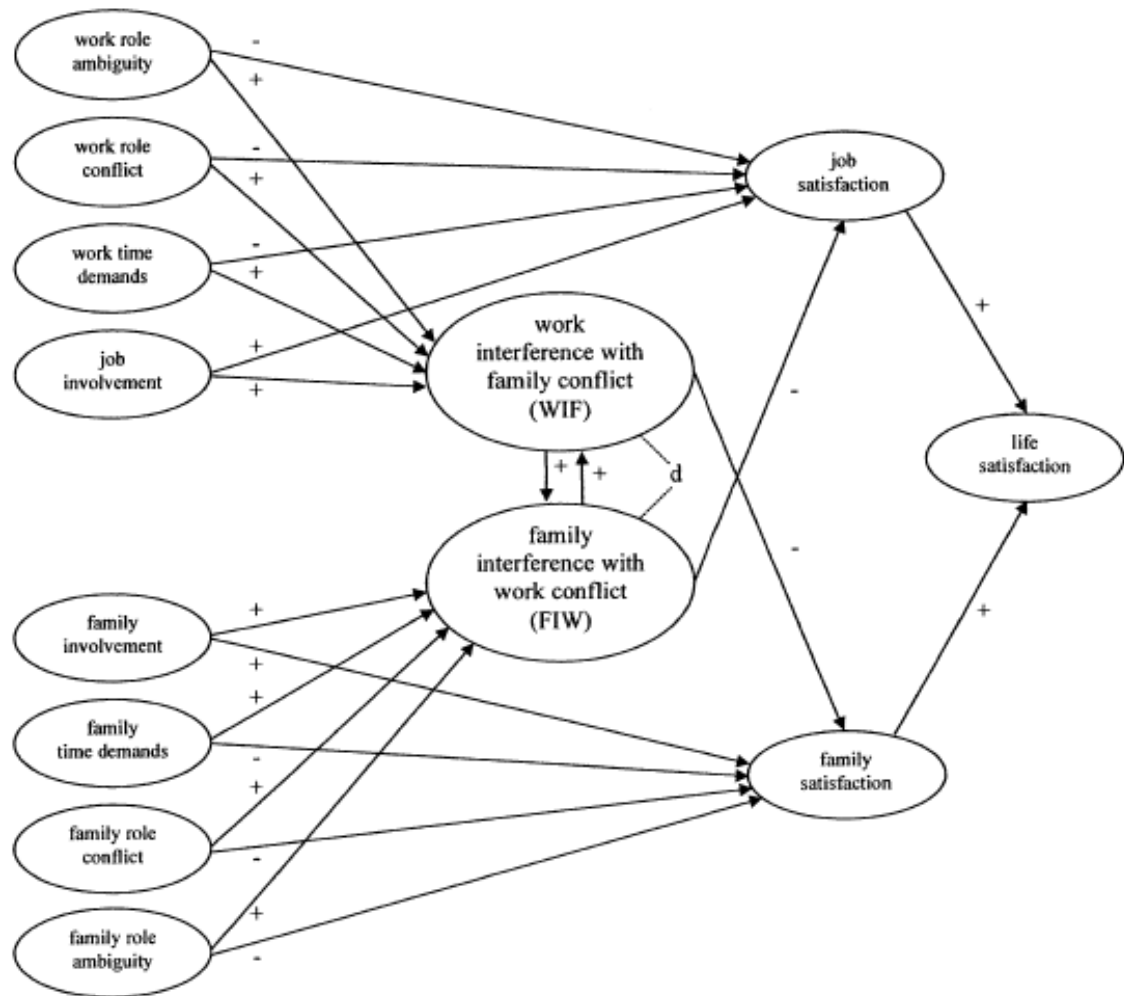 work role
ambiguity
-
+
work role
conflict
-
+
job
satisfaction
work time
demands
-
+
job
involvement
+
+
work
interference with
family conflict
(WIF)
+
-
life
satisfaction
+
+
d
family
interference with
work conflict
(FIW)
-
family
involvement
+
+
+
family
time demands
+
-
family
satisfaction
+
family role
conflict
-
family role
ambiguity
+
-